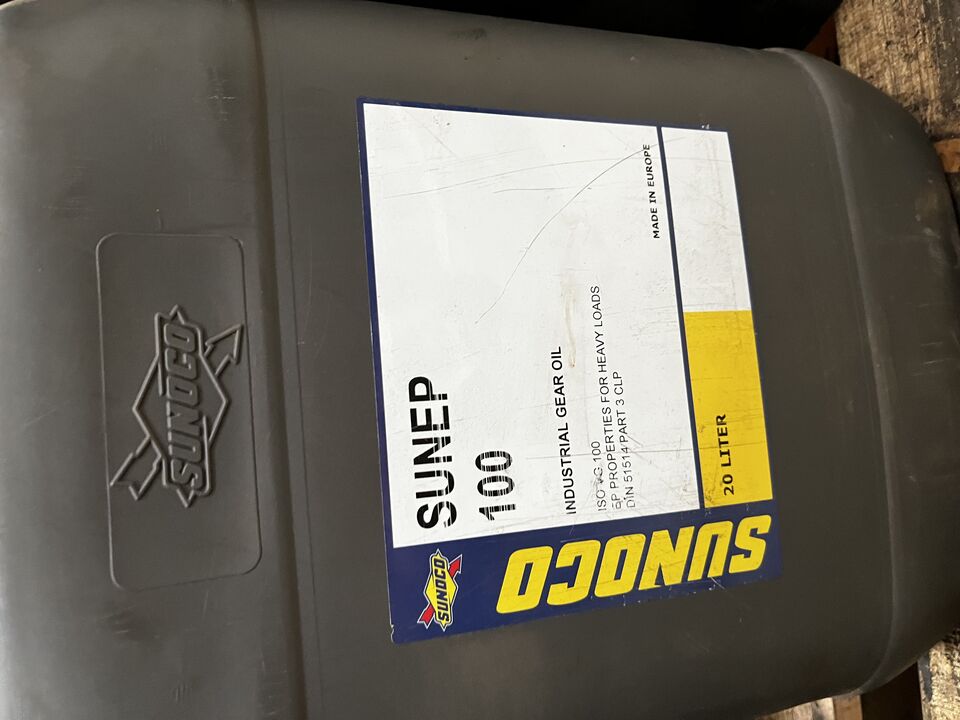 SUNOCO
SUNOCO
SUNOCO
SUNEP
100
INDUSTRIAL GEAR OIL
ISO VG 100
EP PROPERTIES FOR HEAVY LOADS
DIN 51514 PART 3 CLP
MADE IN EUROPE
20 LITER